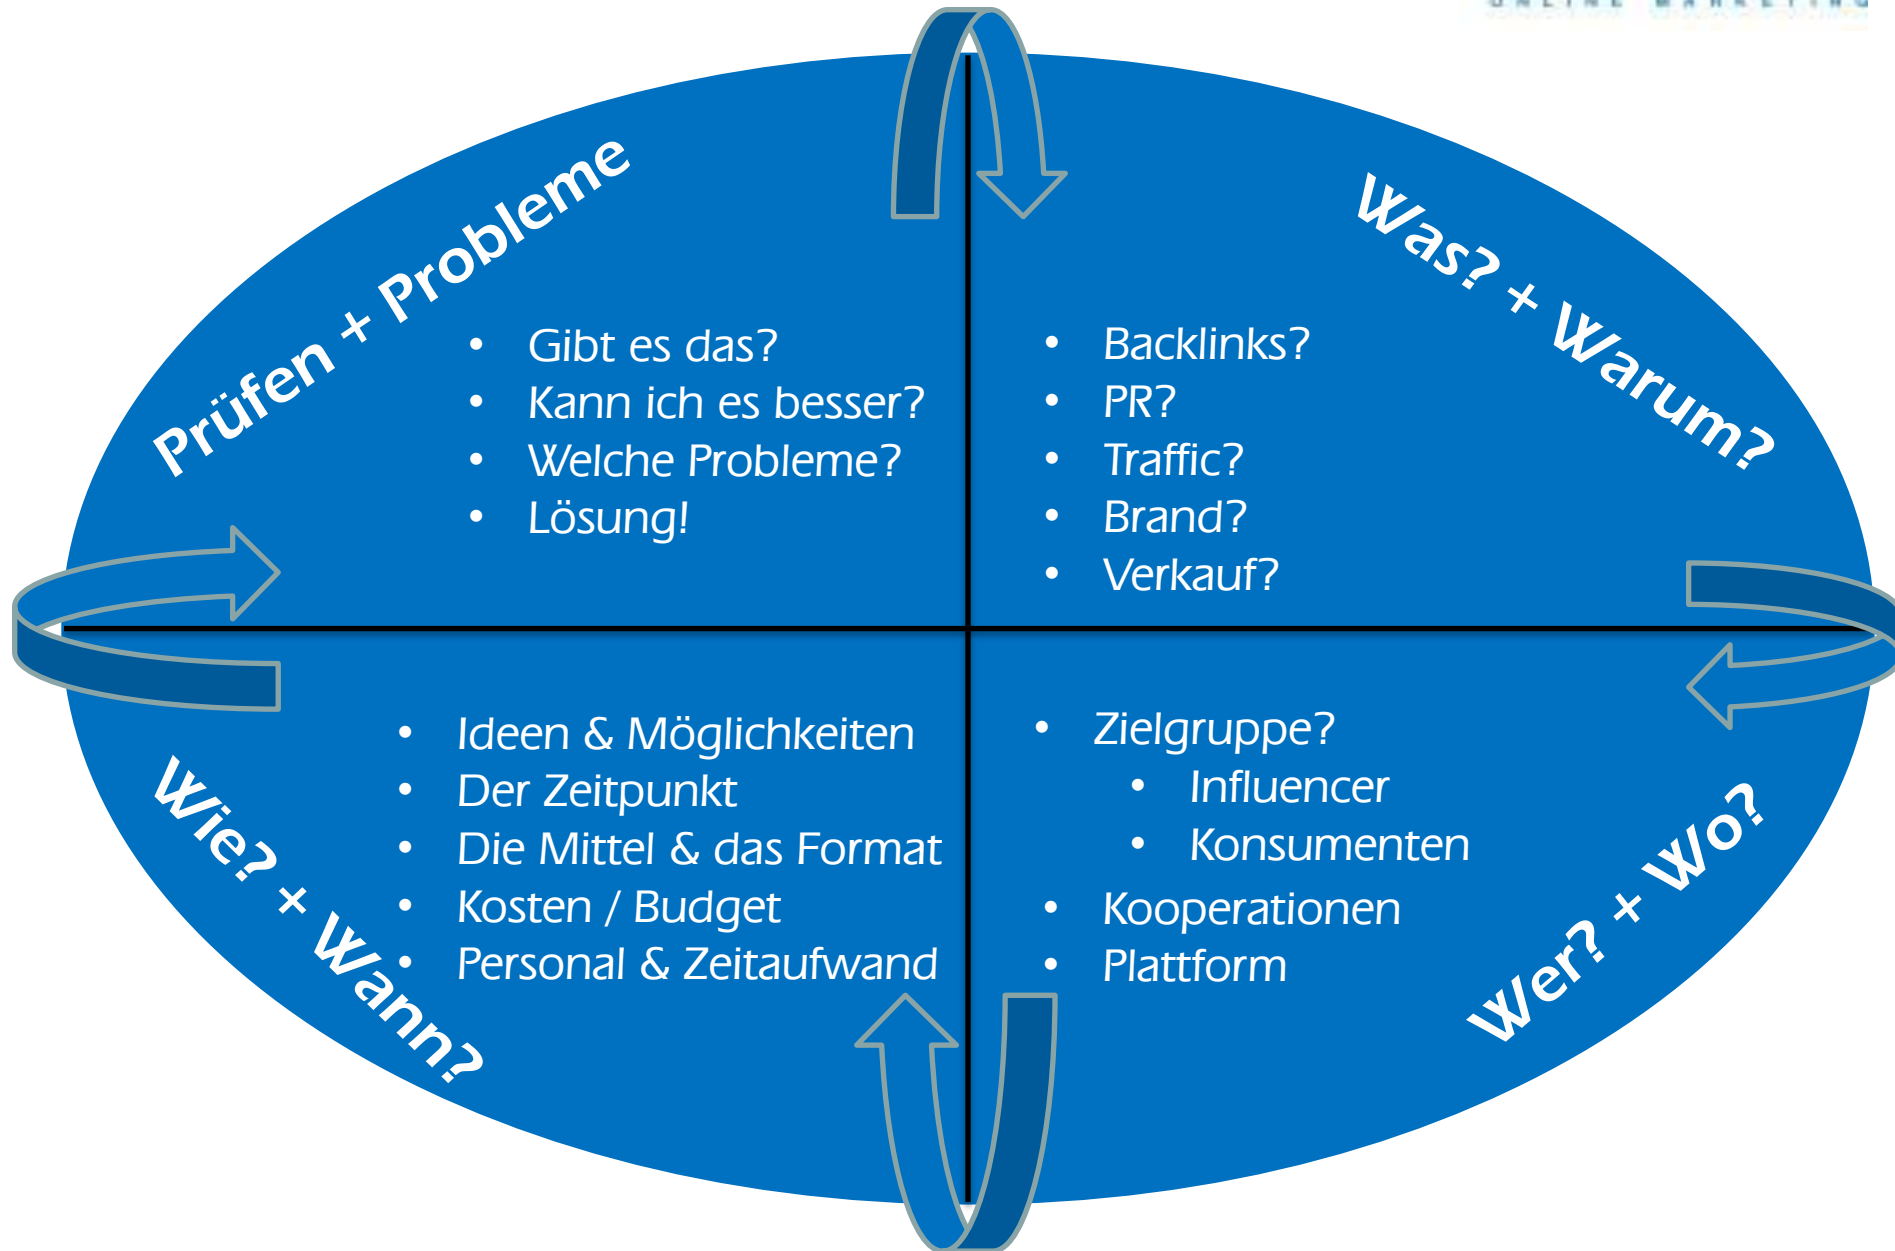 ONLINE MARKETING
Prüfen + Probleme
• Gibt es das?
• Kann ich es besser?
• Welche Probleme?
• Lösung!
Was? + Warum?
• Backlinks?
• PR?
• Traffic?
• Brand?
• Verkauf?
Wie? + Wann?
• Ideen & Möglichkeiten
• Der Zeitpunkt
• Die Mittel & das Format
• Kosten / Budget
• Personal & Zeitaufwand
Wer? + Wo?
• Zielgruppe?
• Influencer
• Konsumenten
• Kooperationen
• Plattform